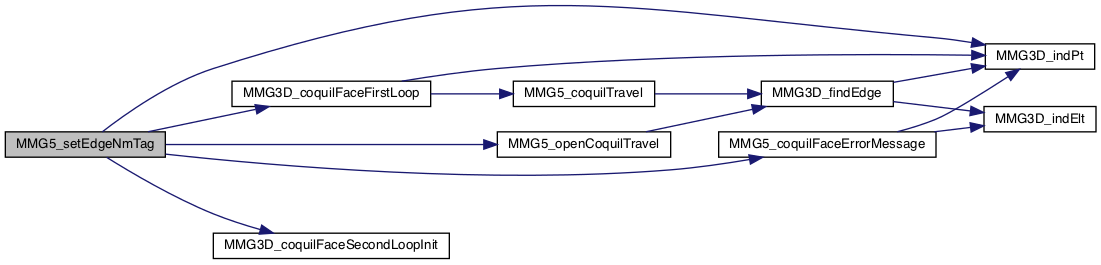 MMG3D_indPt
MMG3D_coquilFaceFirstLoop
MMG5_coquilTravel
MMG3D_findEdge
MMG3D_indElt
MMG5_setEdgeNmTag
MMG5_openCoquilTravel
MMG5_coquilFaceErrorMessage
MMG3D_coquilFaceSecondLoopInit